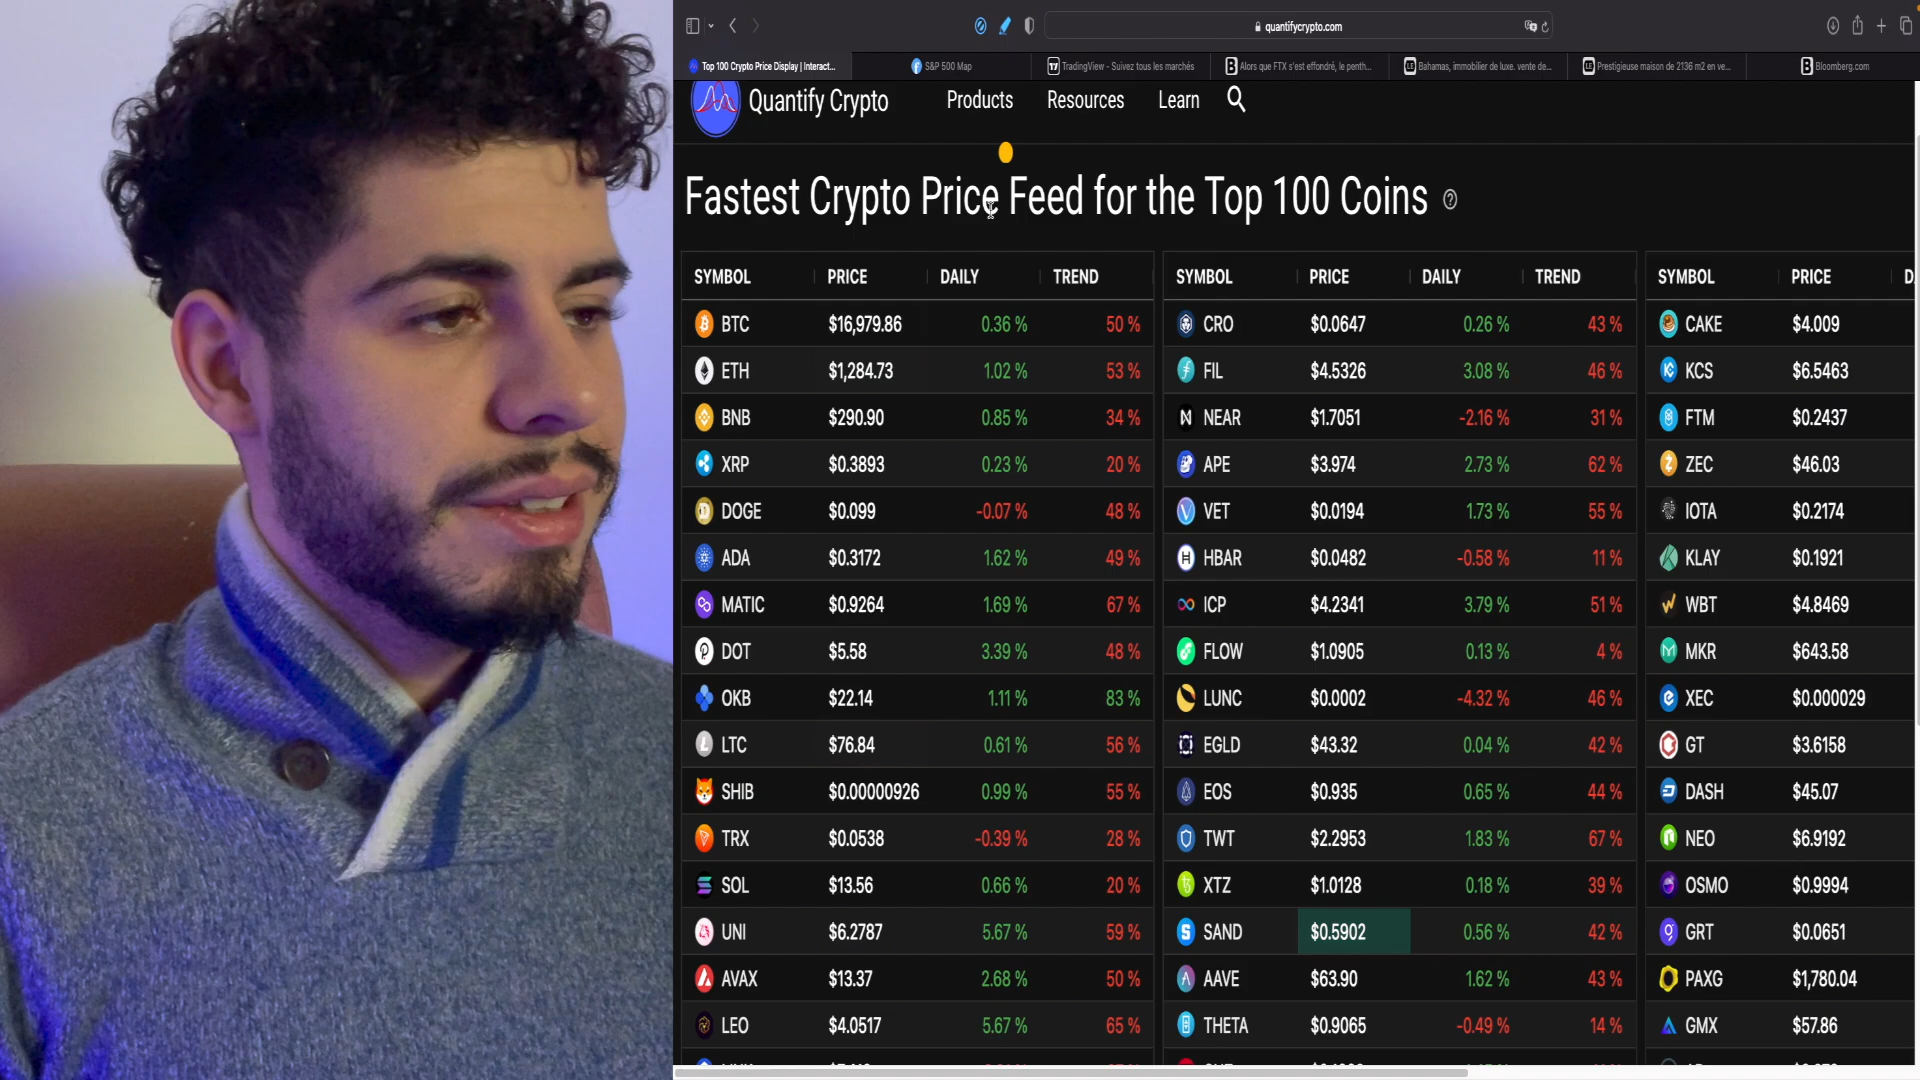 quantifycrypto.com
Top 100 Crypto Price Display | Interact...
S&P 500 Map
TradingView - Suivez tous les marchés
Alors que FTX s'est effondré, le penth...
Bahamas, immobilier de luxe. vente de...
Prestigieuse maison de 2136 m2 en ve...
Bloomberg.com
Quantify Crypto Products Resources Learn
Fastest Crypto Price Feed for the Top 100 Coins ?
SYMBOL PRICE DAILY TREND SYMBOL PRICE DAILY TREND SYMBOL PRICE
BTC $16,979.86 0.36 % 50 % CRO $0.0647 0.26 % 43 % CAKE $4.009
ETH $1,284.73 1.02 % 53 % FIL $4.5326 3.08 % 46 % KCS $6.5463
BNB $290.90 0.85 % 34 % NEAR $1.7051 -2.16 % 31 % FTM $0.2437
XRP $0.3893 0.23 % 20 % APE $3.974 2.73 % 62 % ZEC $46.03
DOGE $0.099 -0.07 % 48 % VET $0.0194 1.73 % 55 % IOTA $0.2174
ADA $0.3172 1.62 % 49 % HBAR $0.0482 -0.58 % 11 % KLAY $0.1921
MATIC $0.9264 1.69 % 67 % ICP $4.2341 3.79 % 51 % WBT $4.8469
DOT $5.58 3.39 % 48 % FLOW $1.0905 0.13 % 4 % MKR $643.58
OKB $22.14 1.11 % 83 % LUNC $0.0002 -4.32 % 46 % XEC $0.000029
LTC $76.84 0.61 % 56 % EGLD $43.32 0.04 % 42 % GT $3.6158
SHIB $0.00000926 0.99 % 55 % EOS $0.935 0.65 % 44 % DASH $45.07
TRX $0.0538 -0.39 % 28 % TWT $2.2953 1.83 % 67 % NEO $6.9192
SOL $13.56 0.66 % 20 % XTZ $1.0128 0.18 % 39 % OSMO $0.9994
UNI $6.2787 5.67 % 59 % SAND $0.5902 0.56 % 42 % GRT $0.0651
AVAX $13.37 2.68 % 50 % AAVE $63.90 1.62 % 43 % PAXG $1,780.04
LEO $4.0517 5.67 % 65 % THETA $0.9065 -0.49 % 14 % GMX $57.86